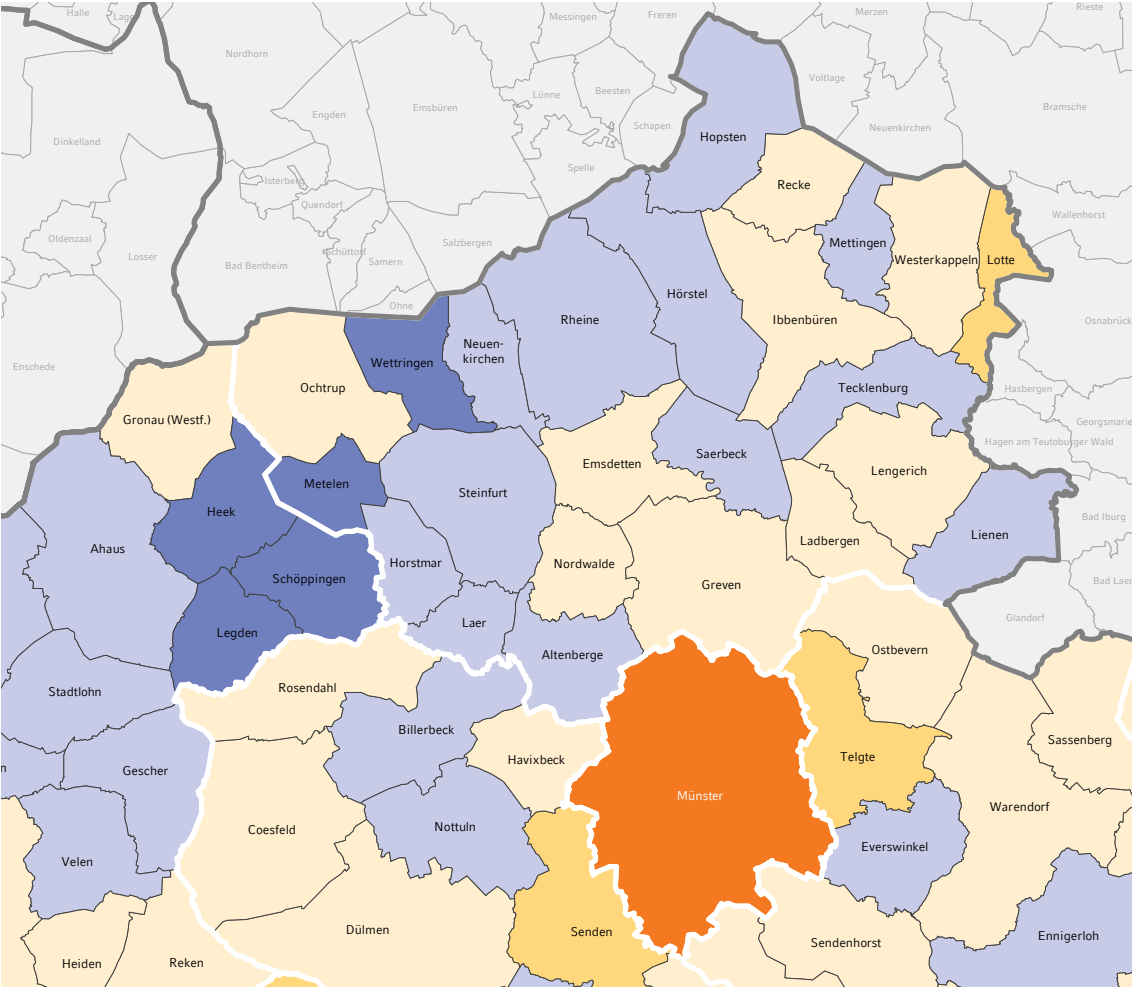 Halle
Lage
Messingen
Freren
Merzen
Rieste
Nordhorn
Voltlage
Lünne
Beesten
Emsbüren
Bramsche
Engden
Schapen
Neuenkirchen
Dinkelland
Hopsten
Spelle
Isterberg
Recke
Quendorf
Wallenhorst
Oldenzaal
Salzbergen
Mettingen
Losser
Schüttorf
Samern
Westerkappeln
Lotte
Bad Bentheim
Hörstel
Ohne
Rheine
Ibbenbüren
Osnabrück
Neuen-
kirchen
Enschede
Wettringen
Ochtrup
Tecklenburg
Hasbergen
Gronau (Westf.)
Georgsmarie
Hagen am Teutoburger Wald
Saerbeck
Emsdetten
Lengerich
Metelen
Steinfurt
Heek
Bad Iburg
Lienen
Ladbergen
Ahaus
Horstmar
Nordwalde
Schöppingen
Greven
Bad Laer
Glandorf
Laer
Legden
Ostbevern
Altenberge
Rosendahl
Stadtlohn
Billerbeck
Sassenberg
Havixbeck
Telgte
n
Gescher
Münster
Warendorf
Coesfeld
Nottuln
Everswinkel
Velen
Dülmen
Senden
Ennigerloh
Sendenhorst
Heiden
Reken